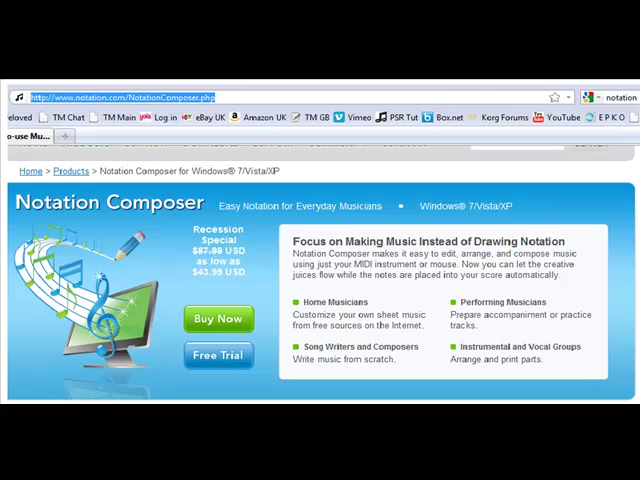 http://www.notation.com/NotationComposer.php
notation
reloved TM Main yola Log in eBay UK Amazon UK TM GB Vimeo PSR Tut Box.net Korg Forums YouTube E P K O
o-use Mu...
Home > Products > Notation Composer for Windows® 7/Vista/XP
Notation Composer Easy Notation for Everyday Musicians • Windows® 7/Vista/XP
Recession
Special
$87.99 USD
as low as
$43.99 USD
Buy Now
Free Trial
Focus on Making Music Instead of Drawing Notation
Notation Composer makes it easy to edit, arrange, and compose music
using just your MIDI instrument or mouse. Now you can let the creative
juices flow while the notes are placed into your score automatically.
Home Musicians
Customize your own sheet music
from free sources on the Internet.
Performing Musicians
Prepare accompaniment or practice
tracks.
Song Writers and Composers
Write music from scratch.
Instrumental and Vocal Groups
Arrange and print parts.